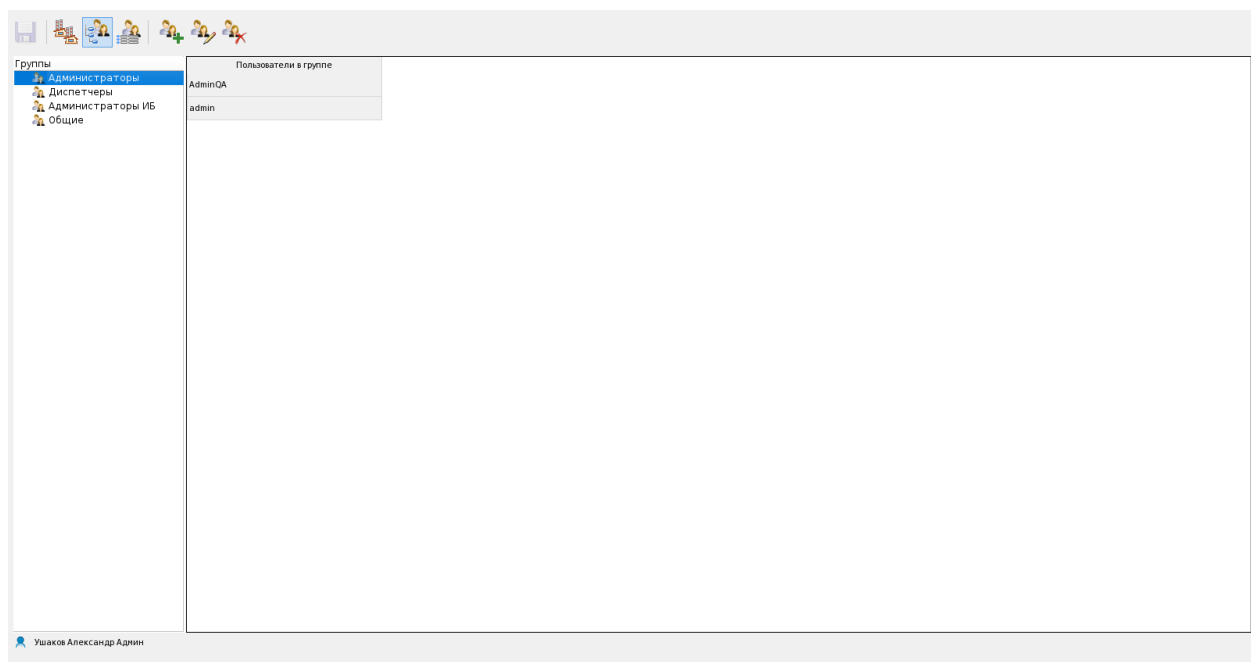 Группы
Администраторы
Диспетчеры
Администраторы ИБ
Общие
Пользователи в группе
AdminQA
admin
Ушаков Александр Админ